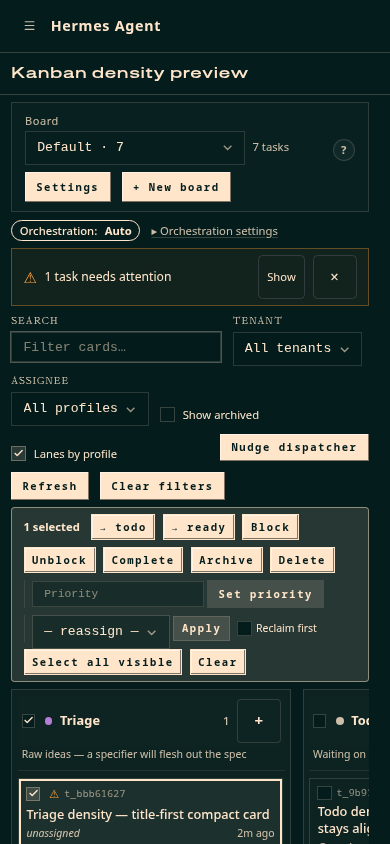 Hermes Agent
Kanban density preview
Board
Default · 7
7 tasks
?
Settings
+ New board
Orchestration: Auto
▸ Orchestration settings
⚠ 1 task needs attention
Show
×
SEARCH
TENANT
Filter cards…
All tenants
ASSIGNEE
All profiles
Show archived
Lanes by profile
Nudge dispatcher
Refresh
Clear filters
1 selected
→ todo
→ ready
Block
Unblock
Complete
Archive
Delete
Priority
Set priority
— reassign —
Apply
Reclaim first
Select all visible
Clear
Triage
1
+
Raw ideas — a specifier will flesh out the spec
Waiting on
⚠ t_bbb61627
Triage density — title-first compact card
unassigned
2m ago
Todo den
stays alig